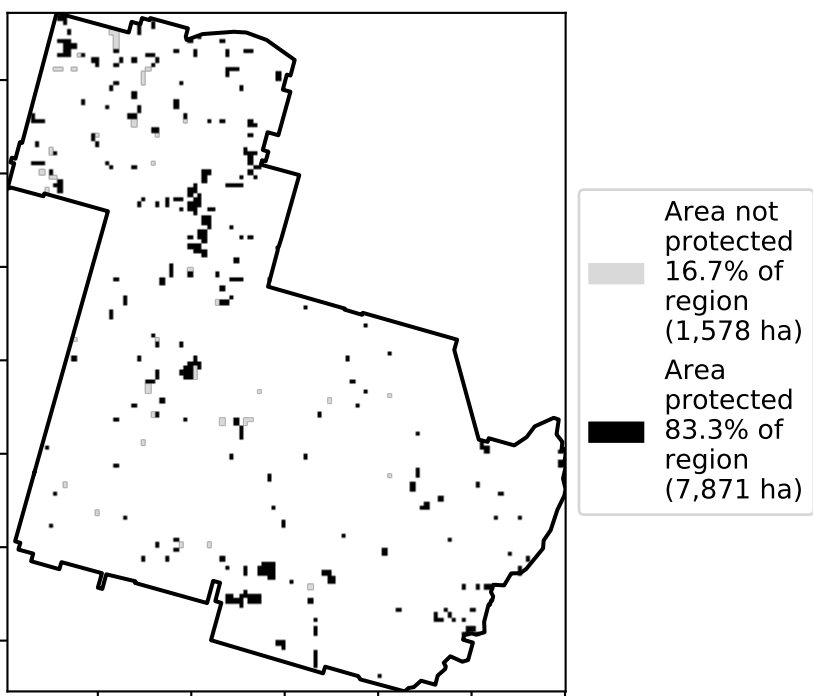 Area not
protected
16.7% of
region
(1,578 ha)
Area
protected
83.3% of
region
(7,871 ha)